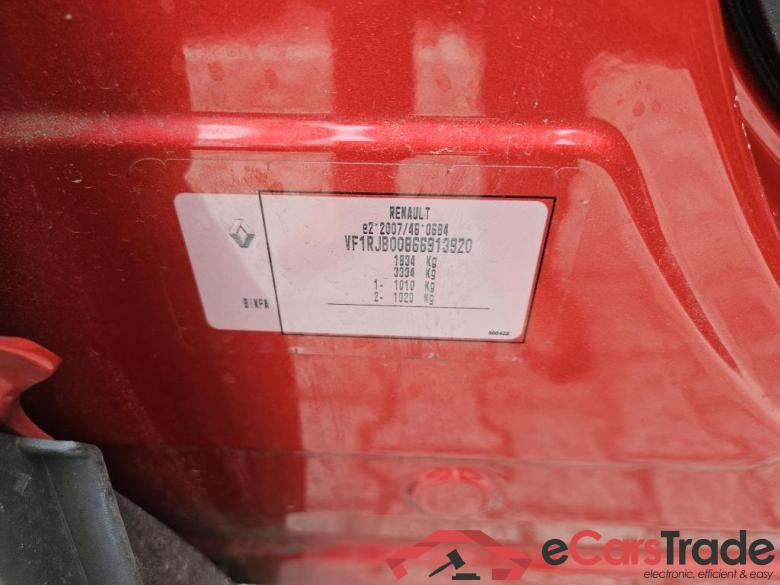 RENAULT
e2*2007/46*0684
VF1RJB00866913920
1834 Kg
3334 Kg
1- 1010 Kg
2- 1020 Kg
BINPA
eCarsTrade
electronic, efficient & easy